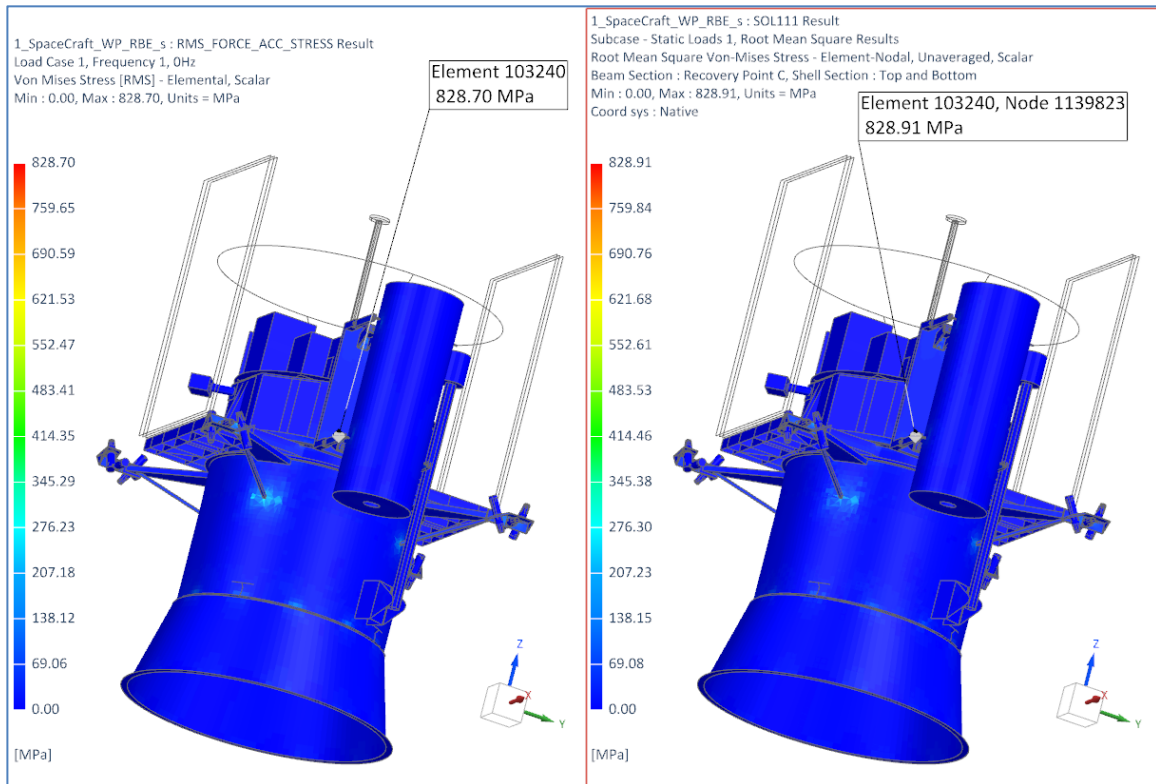 1_SpaceCraft_WP_RBE_s : RMS_FORCE_ACC_STRESS Result
Load Case 1, Frequency 1, 0Hz
Von Mises Stress [RMS] - Elemental, Scalar
Min : 0.00, Max : 828.70, Units = MPa
Element 103240
828.70 MPa
828.70
759.65
690.59
621.53
552.47
483.41
414.35
345.29
276.23
207.18
138.12
69.06
0.00
[MPa]
Z
X
Y
1_SpaceCraft_WP_RBE_s : SOL111 Result
Subcase - Static Loads 1, Root Mean Square Results
Root Mean Square Von-Mises Stress - Element-Nodal, Unaveraged, Scalar
Beam Section : Recovery Point C, Shell Section : Top and Bottom
Min : 0.00, Max : 828.91, Units = MPa
Coord sys : Native
Element 103240, Node 1139823
828.91 MPa
828.91
759.84
690.76
621.68
552.61
483.53
414.46
345.38
276.30
207.23
138.15
69.08
0.00
[MPa]
Z
X
Y